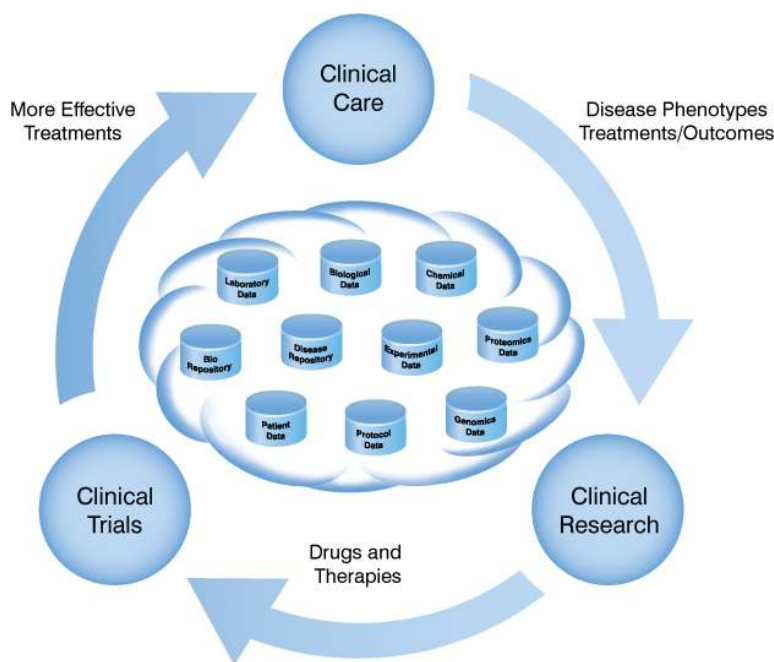 Clinical
Care
More Effective
Treatments
Disease Phenotypes
Treatments/Outcomes
Laboratory
Data
Biological
Data
Chemical
Data
Bio
Repository
Disease
Repository
Experimental
Data
Proteomics
Data
Patient
Data
Protocol
Data
Genomics
Data
Clinical
Trials
Clinical
Research
Drugs and
Therapies